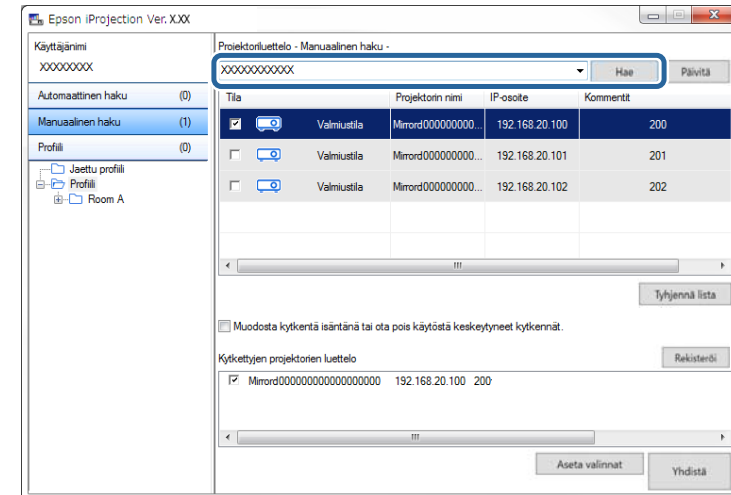 Epson iProjection Ver. X.XX
Käyttäjänimi
XXXXXXXX
Automaattinen haku (0)
Manuaalinen haku (1)
Profiili (0)
Jaettu profiili
Profiili
Room A
Projektoriluettelo - Manuaalinen haku -
XXXXXXXXXXX Hae Päivitä
Tila Projektorin nimi IP-osoite Kommentit
Valmiustila Mirrord000000000... 192.168.20.100 200
Valmiustila Mirrord000000000... 192.168.20.101 201
Valmiustila Mirrord000000000... 192.168.20.102 202
Tyhjennä lista
Muodosta kytkentä isäntänä tai ota pois käytöstä keskeytyneet kytkennät.
Kytkettyjen projektorien luettelo Rekisteröi
Mirrord000000000000000000 192.168.20.100 200
Aseta valinnat Yhdistä